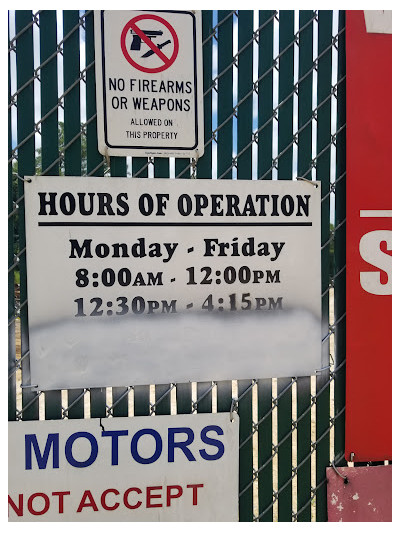 NO FIREARMS
OR WEAPONS
ALLOWED ON
THIS PROPERTY
HOURS OF OPERATION
Monday - Friday
8:00AM - 12:00PM
12:30PM - 4:15PM
S
MOTORS
NOT ACCEPT